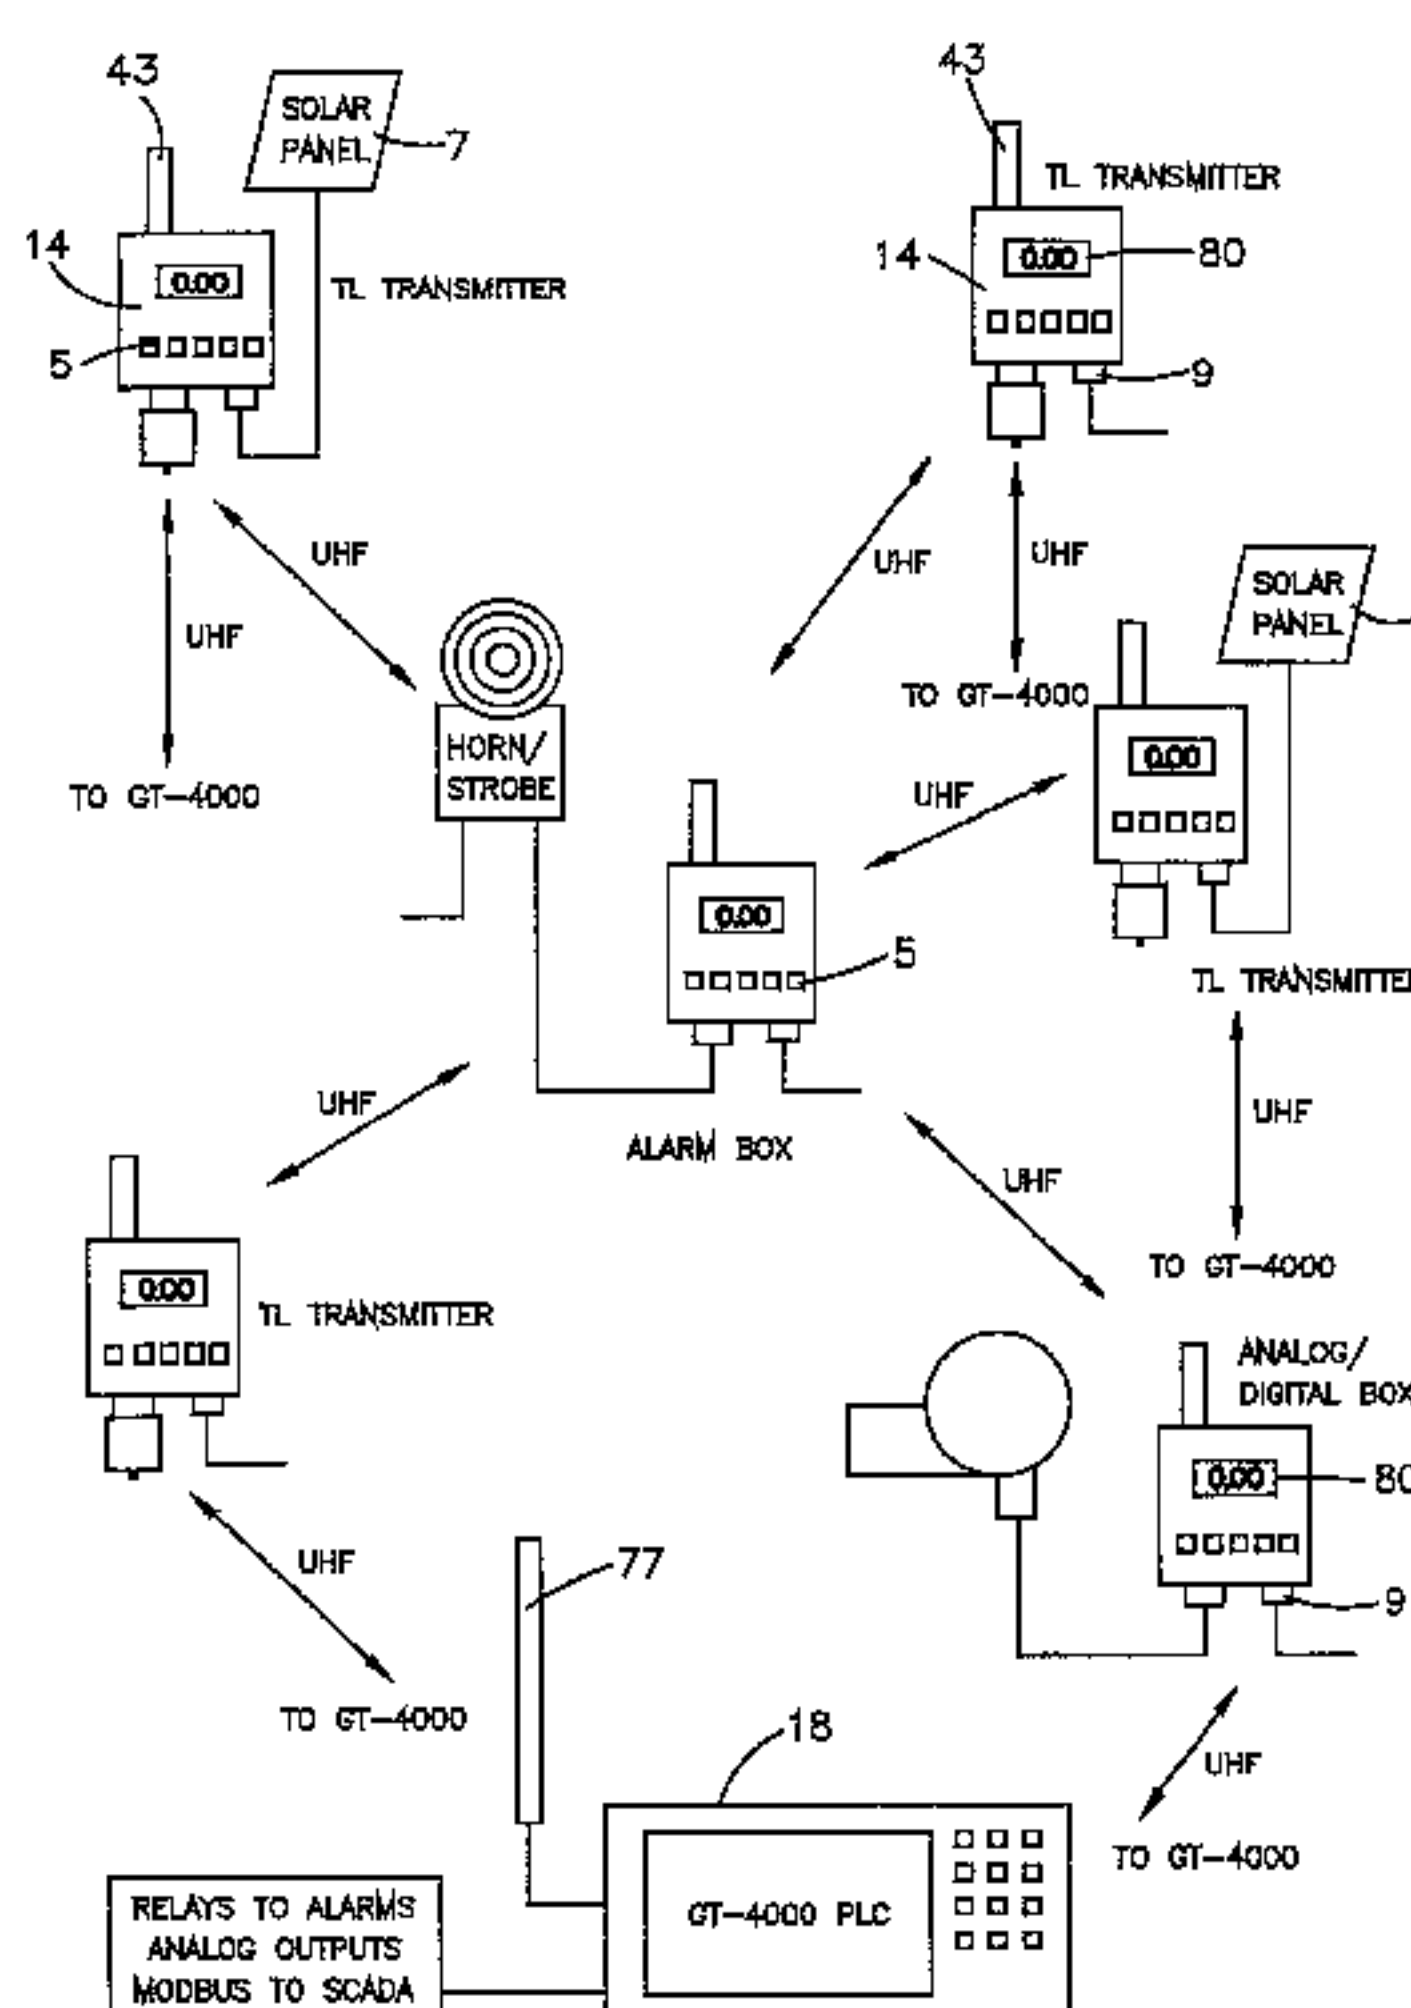 43
SOLAR
PANEL
7
14
0.00
TL TRANSMITTER
5
43
TL TRANSMITTER
14
0.00
80
9
UHF
UHF
UHF
UHF
SOLAR
PANEL
TO GT-4000
TO GT-4000
HORN/
STROBE
0.00
UHF
0.00
5
TL TRANSMITTER
UHF
ALARM BOX
UHF
UHF
TO GT-4000
0.00
TL TRANSMITTER
ANALOG/
DIGITAL BOX
0.00
80
9
UHF
77
TO GT-4000
18
UHF
TO GT-4000
GT-4000 PLC
RELAYS TO ALARMS
ANALOG OUTPUTS
MODBUS TO SCADA